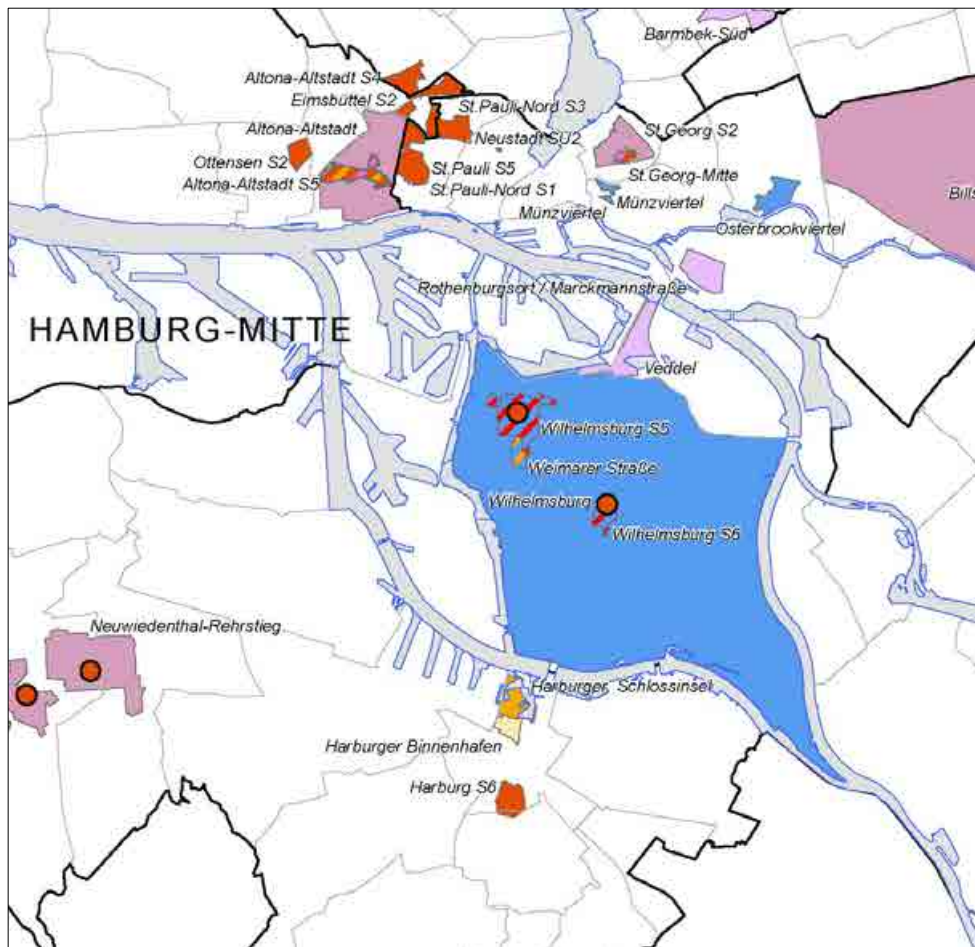 Barmbek-Süd
Altona-Altstadt S4
Eimsbüttel S2
St.Pauli-Nord S3
Altona-Altstadt
Neustadt SU2
St.Georg S2
Ottensen S2
St.Pauli S5
St.Georg-Mitte
Altona-Altstadt S5
St.Pauli-Nord S1
Bills
Münzviertel
Münzviertel
Osterbrookviertel
Rothenburgsort / Marckmannstraße
HAMBURG-MITTE
Veddel
Wilhelmsburg S5
Weimarer Straße
Wilhelmsburg
Wilhelmsburg S6
Neuwiedenthal-Rehrstieg
Harburger, Schlossinsel
Harburger Binnenhafen
Harburg S6